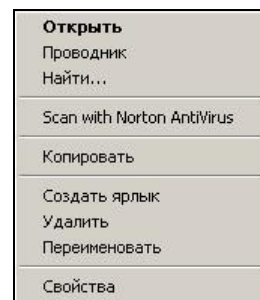 Открыть
Проводник
Найти...
Scan with Norton AntiVirus
Копировать
Создать ярлык
Удалить
Переименовать
Свойства